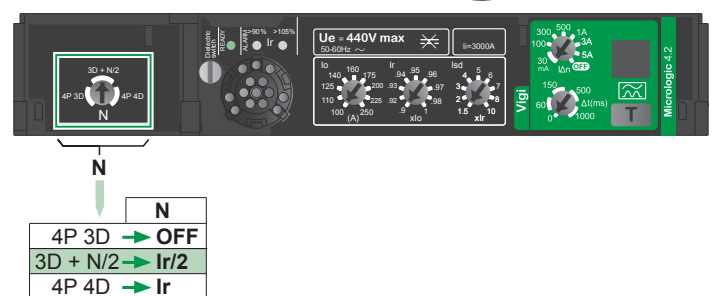 Dielectric
switch
READY
ALARM
>90% >105%
Ir
Ue = 440V max
50-60Hz
Ii=3000A
3D + N/2
4P 3D
4P 4D
N
Io
100
110
125
140
160
175
200
225
250
(A)
Ir
.9
.92
.93
.94
.95
.96
.97
.98
1
xIo
Isd
1.5
2
3
4
5
6
7
8
10
xIr
Vigi
30
mA
100
300
500
1A
3A
5A
OFF
IΔn
0
60
150
500
1000
Δt(ms)
T
Micrologic 4.2
N
N
4P 3D OFF
3D + N/2 Ir/2
4P 4D Ir